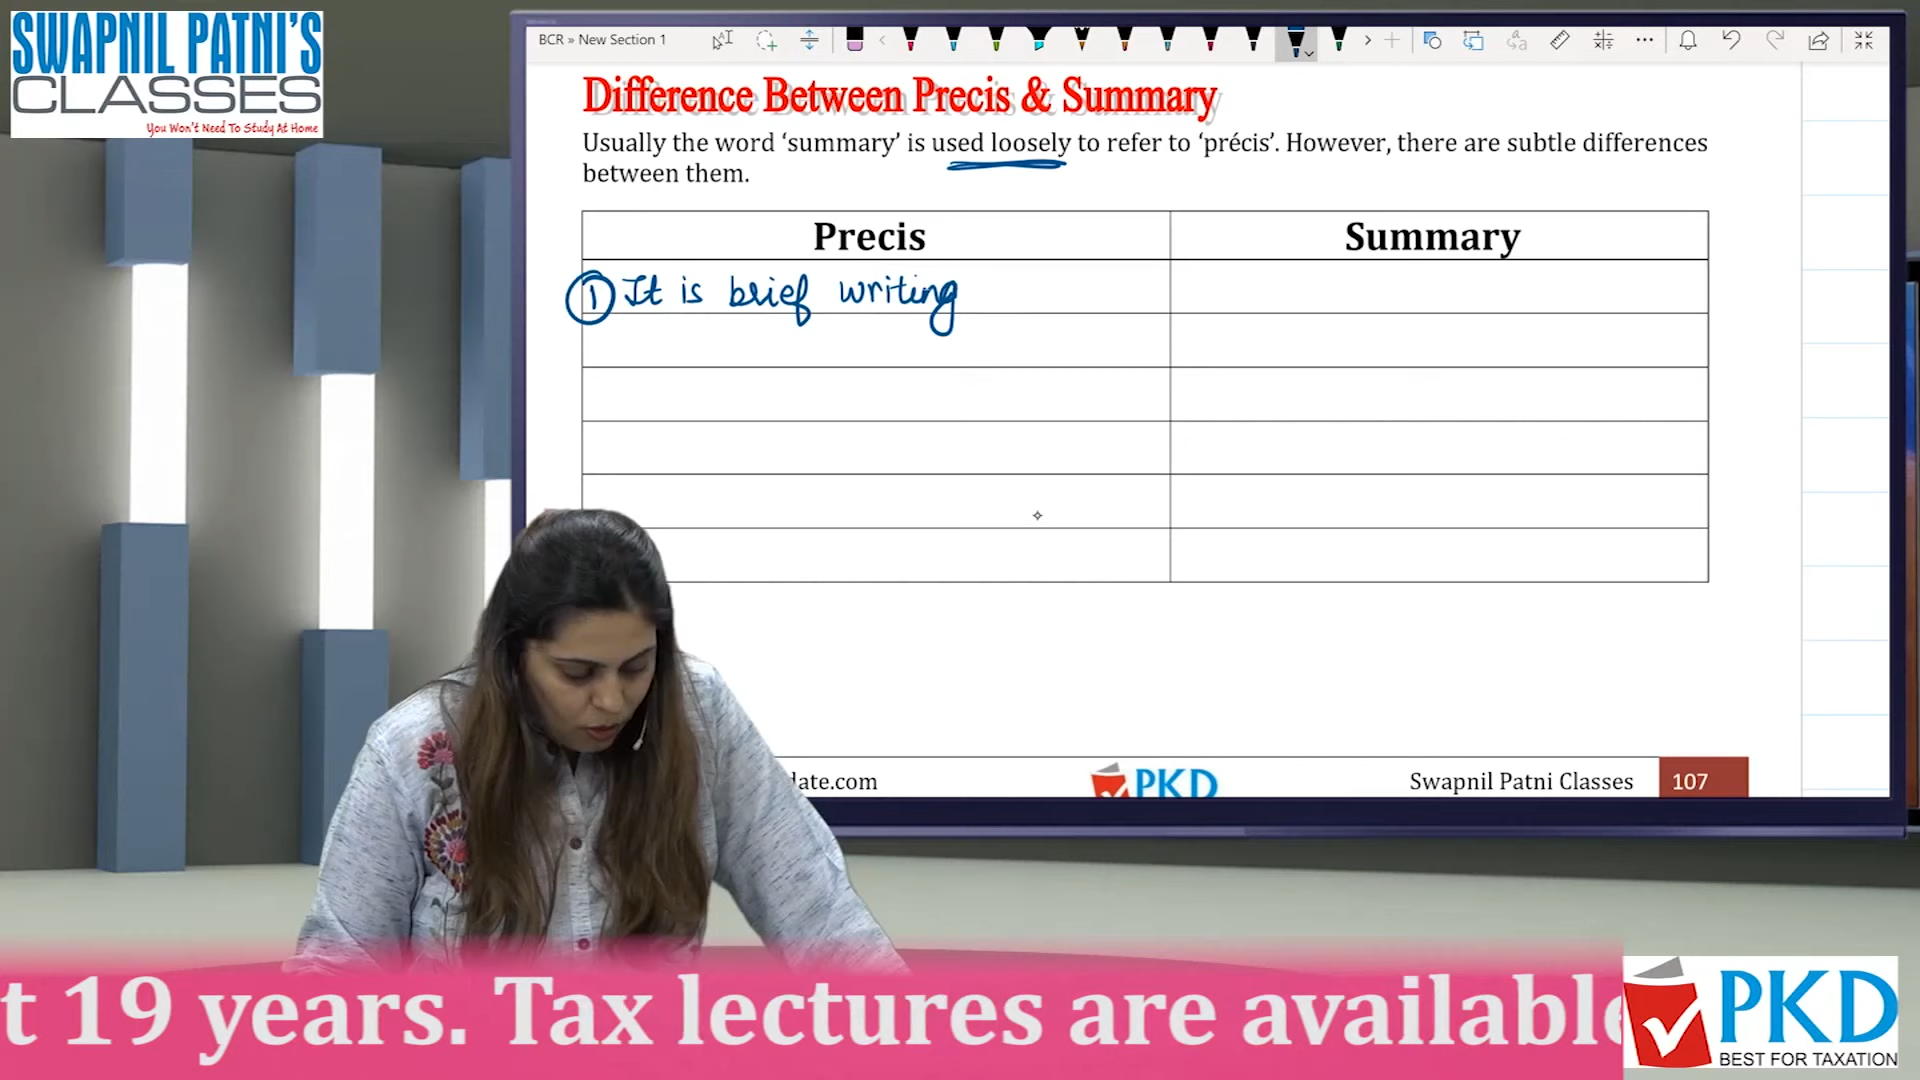 SWAPNIL PATNI'S
CLASSES
You Won't Need To Study At Home
BCR » New Section 1
Difference Between Precis & Summary
Usually the word ‘summary’ is used loosely to refer to ‘précis’. However, there are subtle differences
between them.
Precis Summary
① It is brief writing
ate.com PKD Swapnil Patni Classes 107
t 19 years. Tax lectures are available
PKD
BEST FOR TAXATION